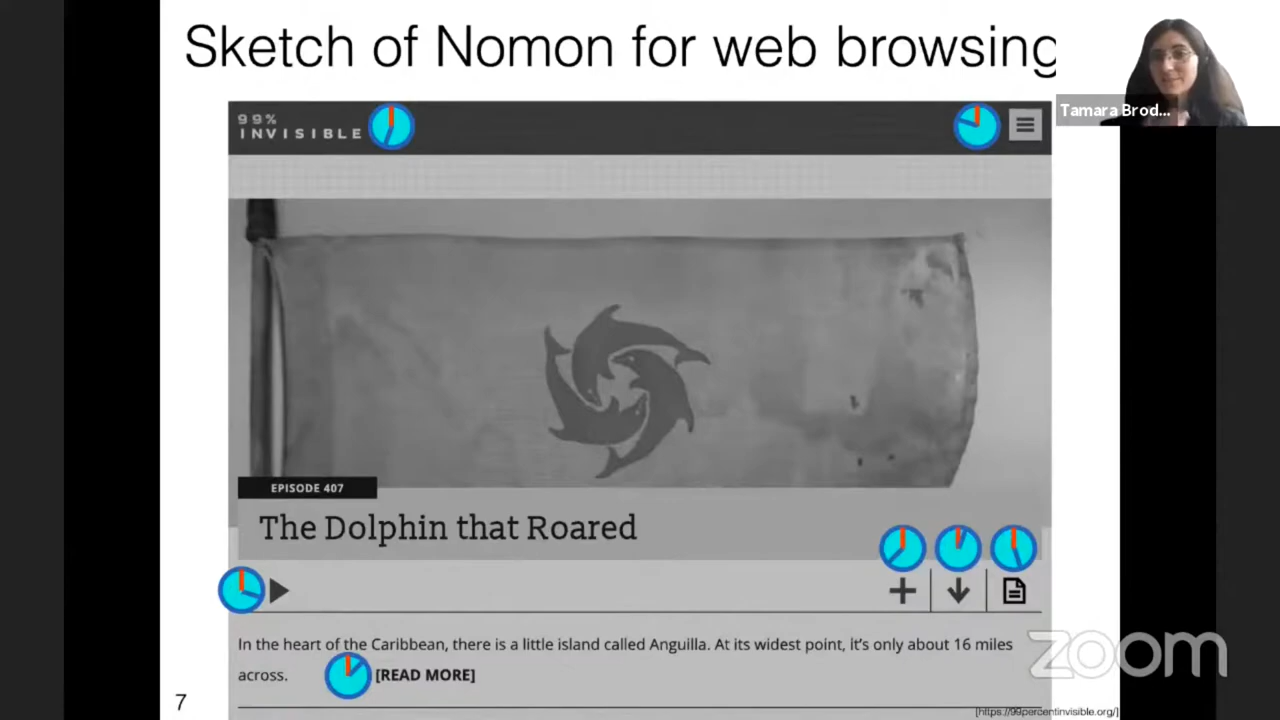 Sketch of Nomon for web browsing
Tamara Brod...
99%
INVISIBLE
EPISODE 407
The Dolphin that Roared
In the heart of the Caribbean, there is a little island called Anguilla. At its widest point, it's only about 16 miles
across. [READ MORE]
zoom
7
[https://99percentinvisible.org/]